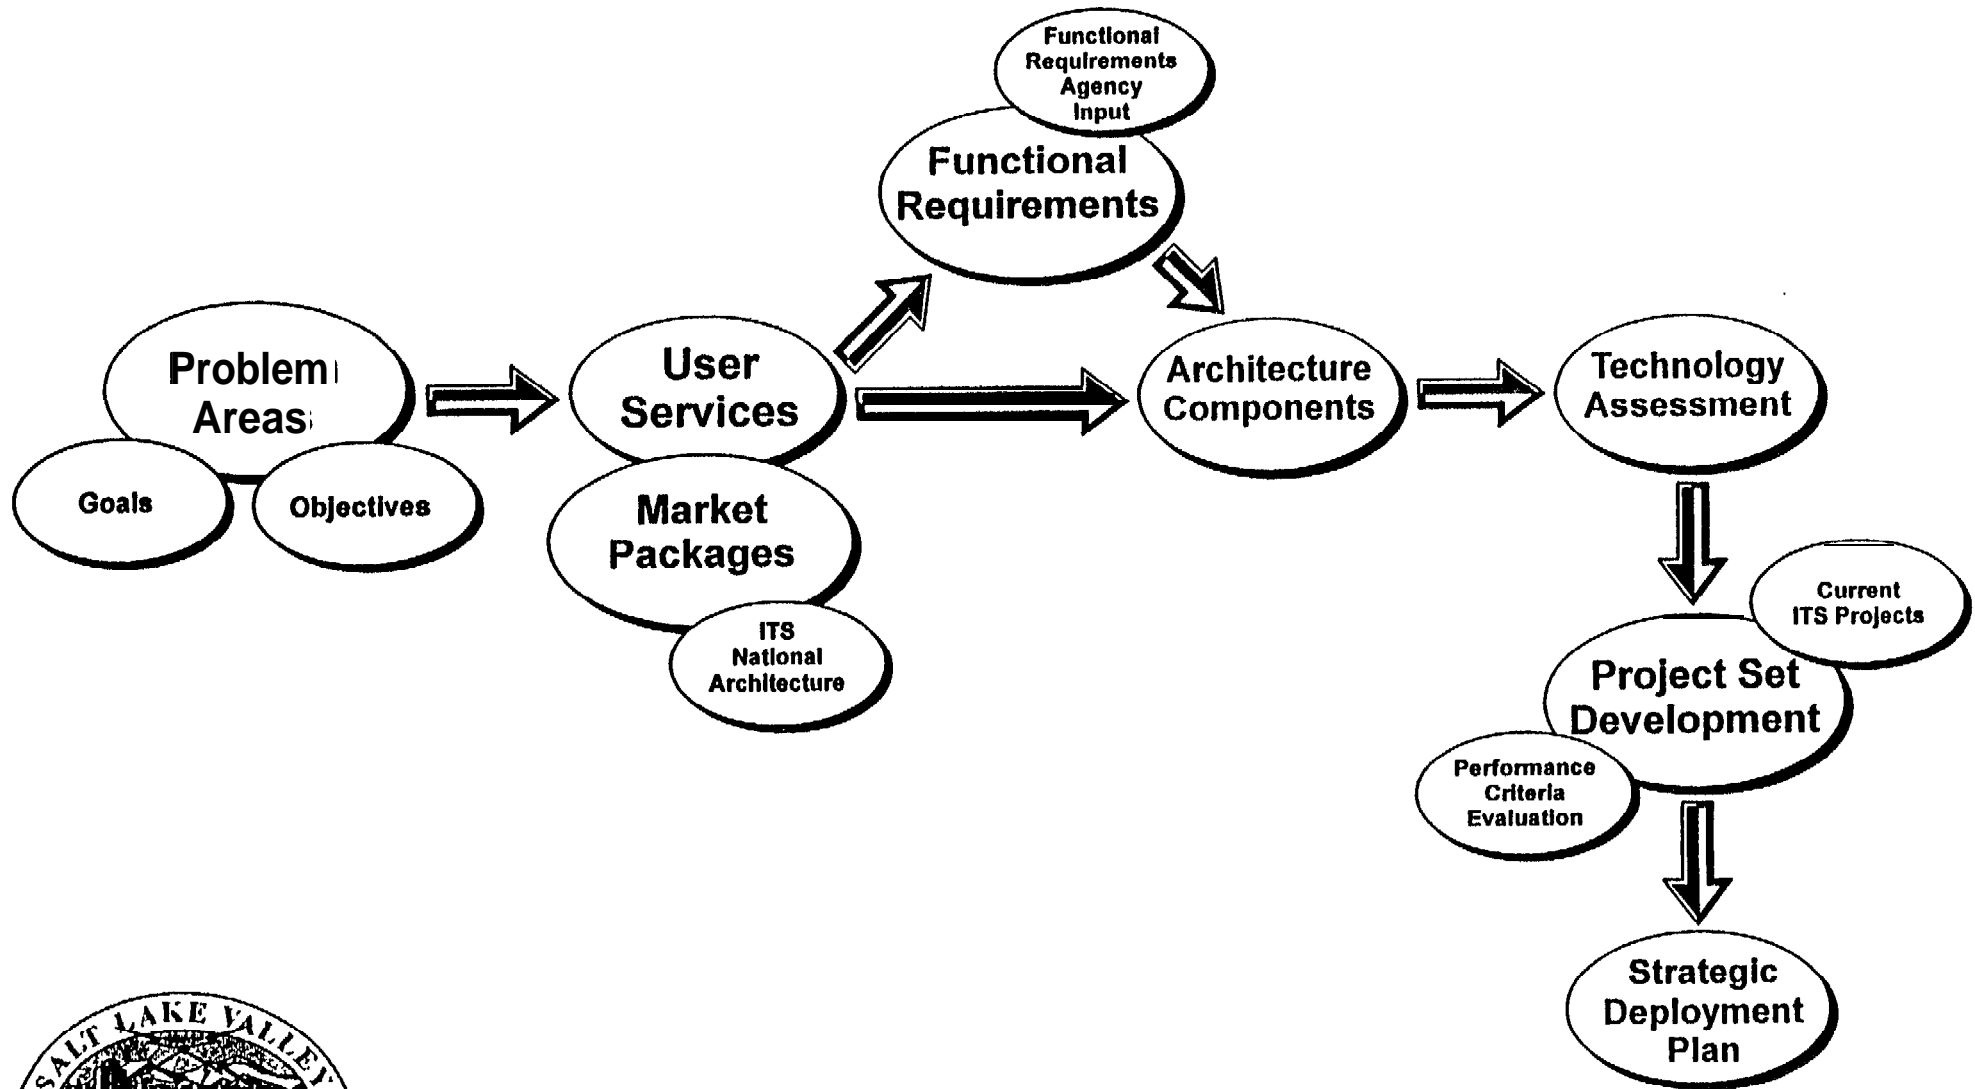 Functional
Requirements
Agency
Input
Functional
Requirements
Problem
Areas
Goals
Objectives
User
Services
Market
Packages
ITS
National
Architecture
Architecture
Components
Technology
Assessment
Current
ITS Projects
Project Set
Development
Performance
Criteria
Evaluation
Strategic
Deployment
Plan
SALT LAKE VALLEY